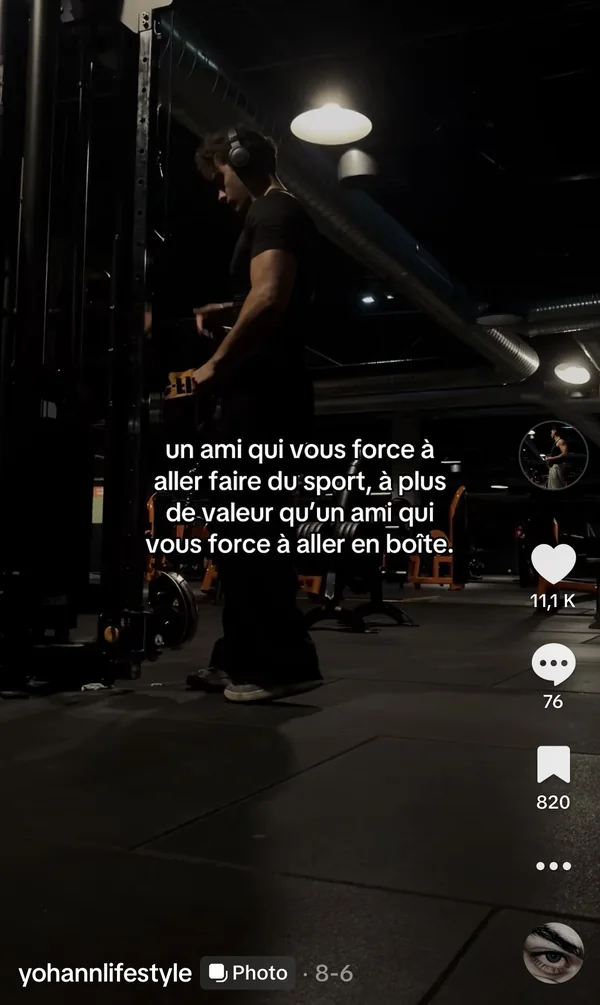 un ami qui vous force à
aller faire du sport, à plus
de valeur qu’un ami qui
vous force à aller en boîte.
11,1 K
76
820
yohannlifestyle Photo · 8-6